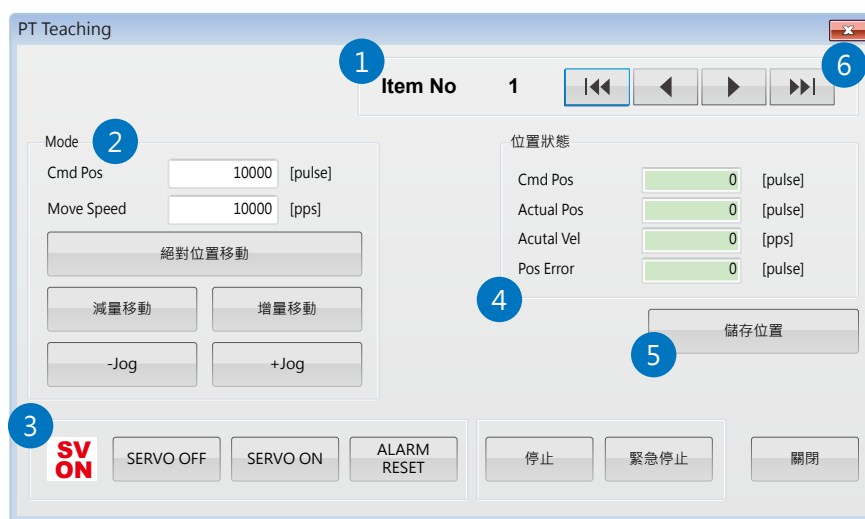 PT Teaching
1
Item No 1
6
Mode 2
Cmd Pos 10000 [pulse]
Move Speed 10000 [pps]
絕對位置移動
減量移動 增量移動
-Jog +Jog
位置狀態
Cmd Pos 0 [pulse]
Actual Pos 0 [pulse]
Acutal Vel 0 [pps]
Pos Error 0 [pulse]
4
儲存位置
5
3
SV ON
SERVO OFF
SERVO ON
ALARM
RESET
停止
緊急停止
關閉